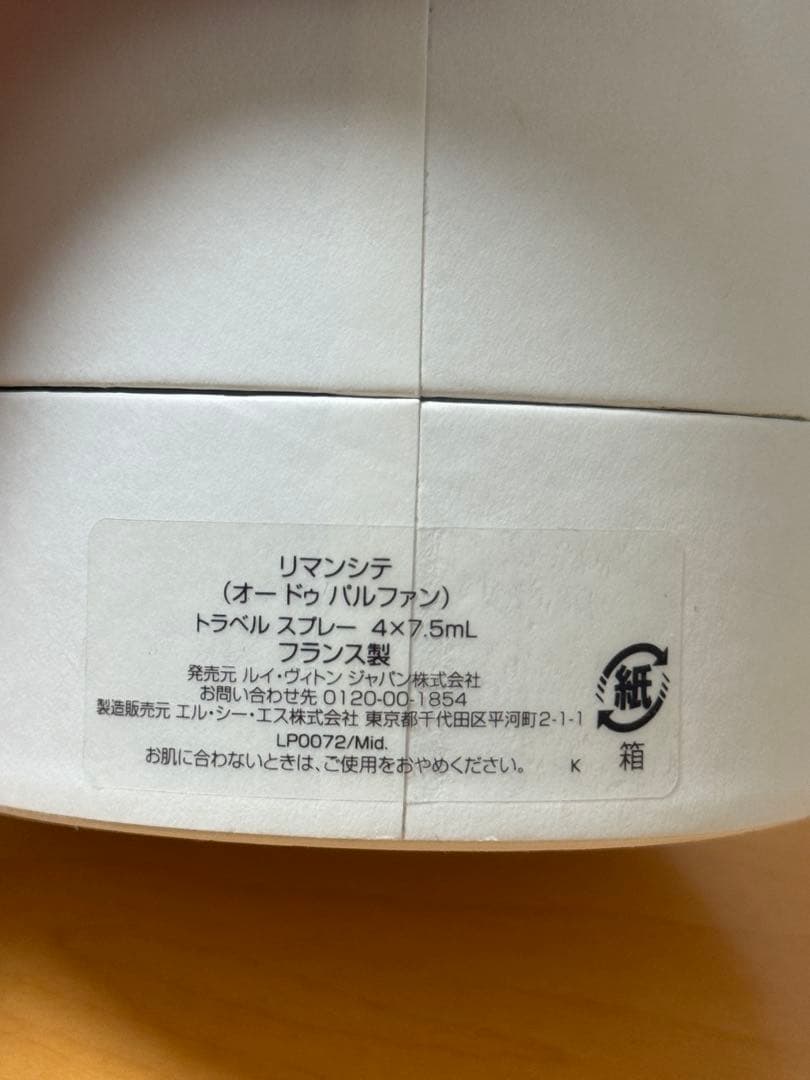 リマンシテ
（オー ドゥ パルファン）
トラベル スプレー 4×7.5mL
フランス製
発売元 ルイ・ヴィトン ジャパン株式会社
お問い合わせ先 0120-00-1854
製造販売元 エル・シー・エス株式会社 東京都千代田区平河町2-1-1
LP0072/Mid.
お肌に合わないときは、ご使用をおやめください。 K
紙
箱